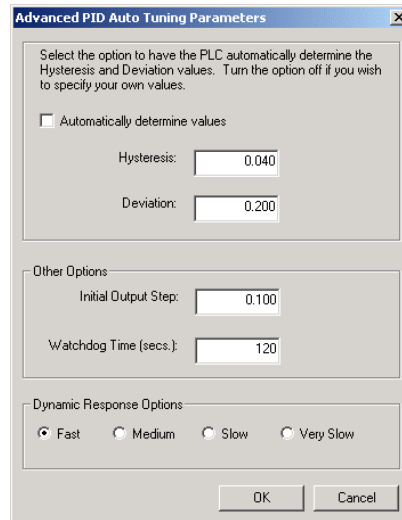 Advanced PID Auto Tuning Parameters
Select the option to have the PLC automatically determine the
Hysteresis and Deviation values. Turn the option off if you wish
to specify your own values.
Automatically determine values
Hysteresis: 0.040
Deviation: 0.200
Other Options
Initial Output Step: 0.100
Watchdog Time (secs.): 120
Dynamic Response Options
Fast Medium Slow Very Slow
OK Cancel